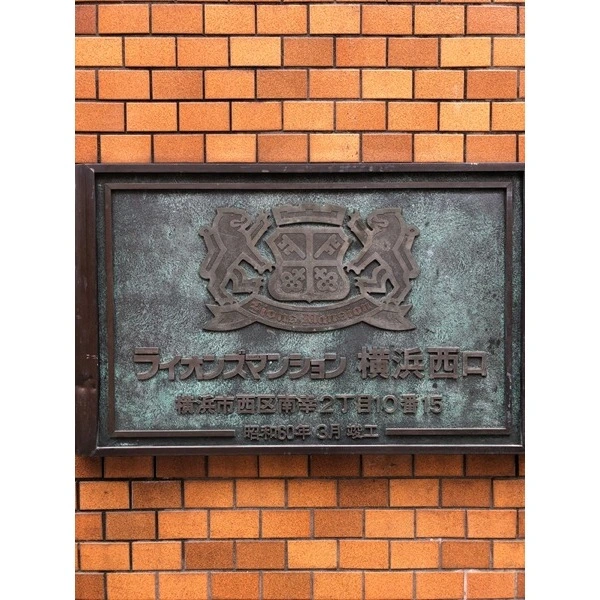 Lions Mansion
ライオンズマンション 横浜西口
横浜市西区南幸2丁目10番15
昭和60年3月 竣工